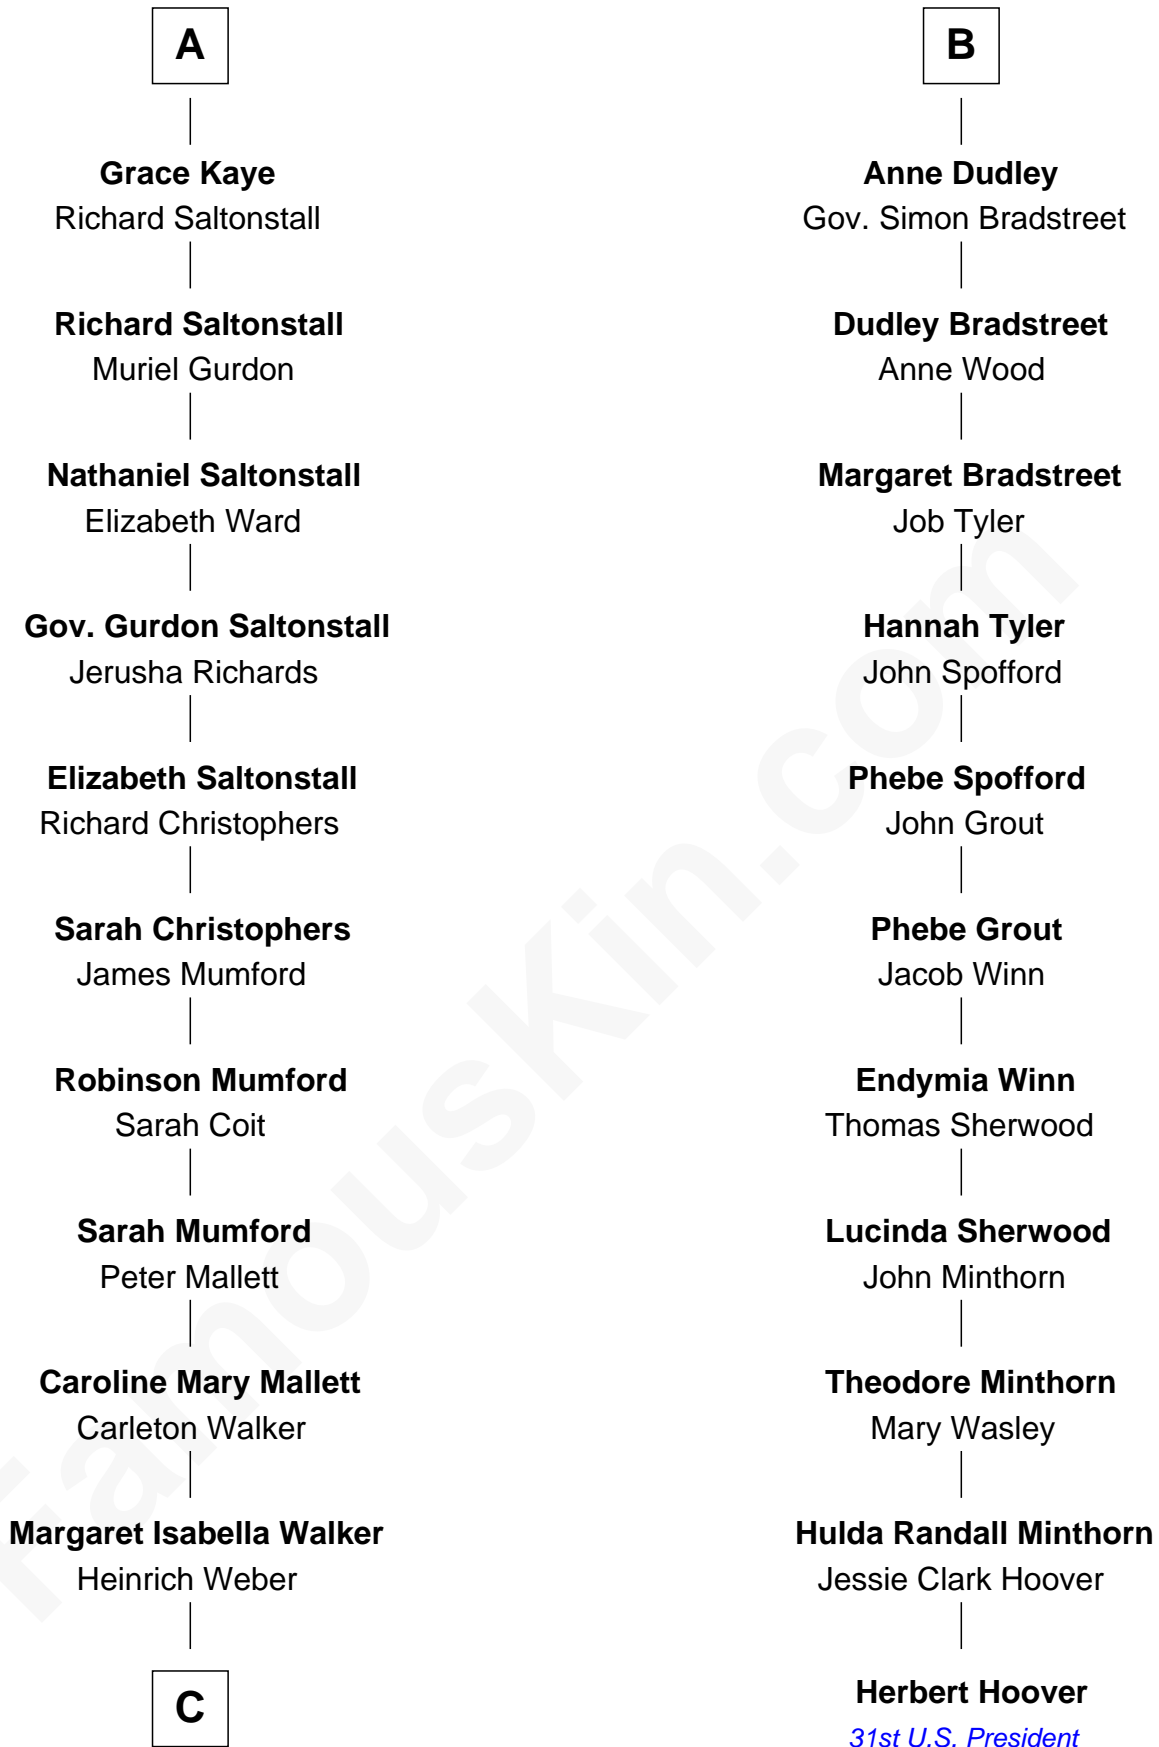 A
Grace Kaye
Richard Saltonstall
Richard Saltonstall
Muriel Gurdon
Nathaniel Saltonstall
Elizabeth Ward
Gov. Gurdon Saltonstall
Jerusha Richards
Elizabeth Saltonstall
Richard Christophers
Sarah Christophers
James Mumford
Robinson Mumford
Sarah Coit
Sarah Mumford
Peter Mallett
Caroline Mary Mallett
Carleton Walker
Margaret Isabella Walker
Heinrich Weber
C
B
Anne Dudley
Gov. Simon Bradstreet
Dudley Bradstreet
Anne Wood
Margaret Bradstreet
Job Tyler
Hannah Tyler
John Spofford
Phebe Spofford
John Grout
Phebe Grout
Jacob Winn
Endymia Winn
Thomas Sherwood
Lucinda Sherwood
John Minthorn
Theodore Minthorn
Mary Wasley
Hulda Randall Minthorn
Jessie Clark Hoover
Herbert Hoover
31st U.S. President
FamousKin.com